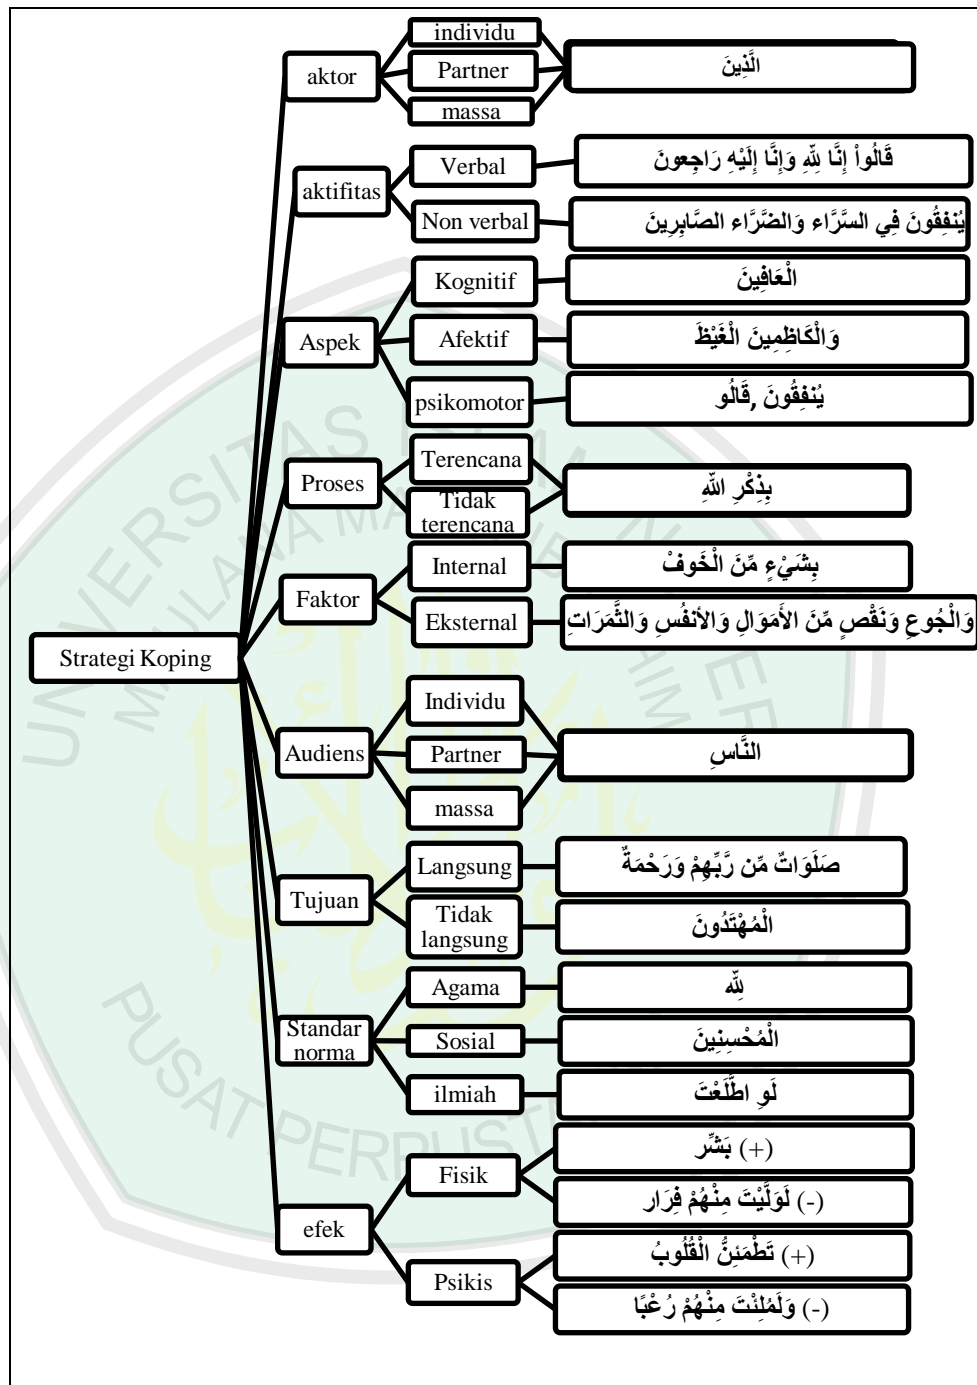 Strategi Koping
aktor
individu
Partner
massa
الَّذِينَ
aktifitas
Verbal
قَالُواْ إِنَّا لِلّهِ وَإِنَّا إِلَيْهِ رَاجِعونَ
Non verbal
يُنفِقُونَ فِي السَّرَّاء وَالضَّرَّاء الصَّابِرِينَ
Aspek
Kognitif
الْعَافِينَ
Afektif
وَالْكَاظِمِينَ الْغَيْظَ
psikomotor
يُنفِقُونَ ,قَالُو
Proses
Terencana
Tidak
terencana
بِذِكْرِ اللّهِ
Faktor
Internal
بِشَيْءٍ مِّنَ الْخَوفْ
Eksternal
وَالْجُوعِ وَنَقْصٍ مِّنَ الأَمَوَالِ وَالأنفُسِ وَالثَّمَرَاتِ
Audiens
Individu
Partner
massa
النَّاسِ
Tujuan
Langsung
صَلَوَاتٌ مِّن رَّبِّهِمْ وَرَحْمَةٌ
Tidak
langsung
الْمُهْتَدُونَ
Standar
norma
Agama
لِلّه
Sosial
الْمُحْسِنِينَ
ilmiah
لَوِ اطَّلَعْتَ
efek
Fisik
(+) بَشِّر
(-) لَوَلَّيْتَ مِنْهُمْ فِرَار
Psikis
(+) تَطْمَئِنُّ الْقُلُوبُ
(-) وَلَمُلِئْتَ مِنْهُمْ رُعْبًا